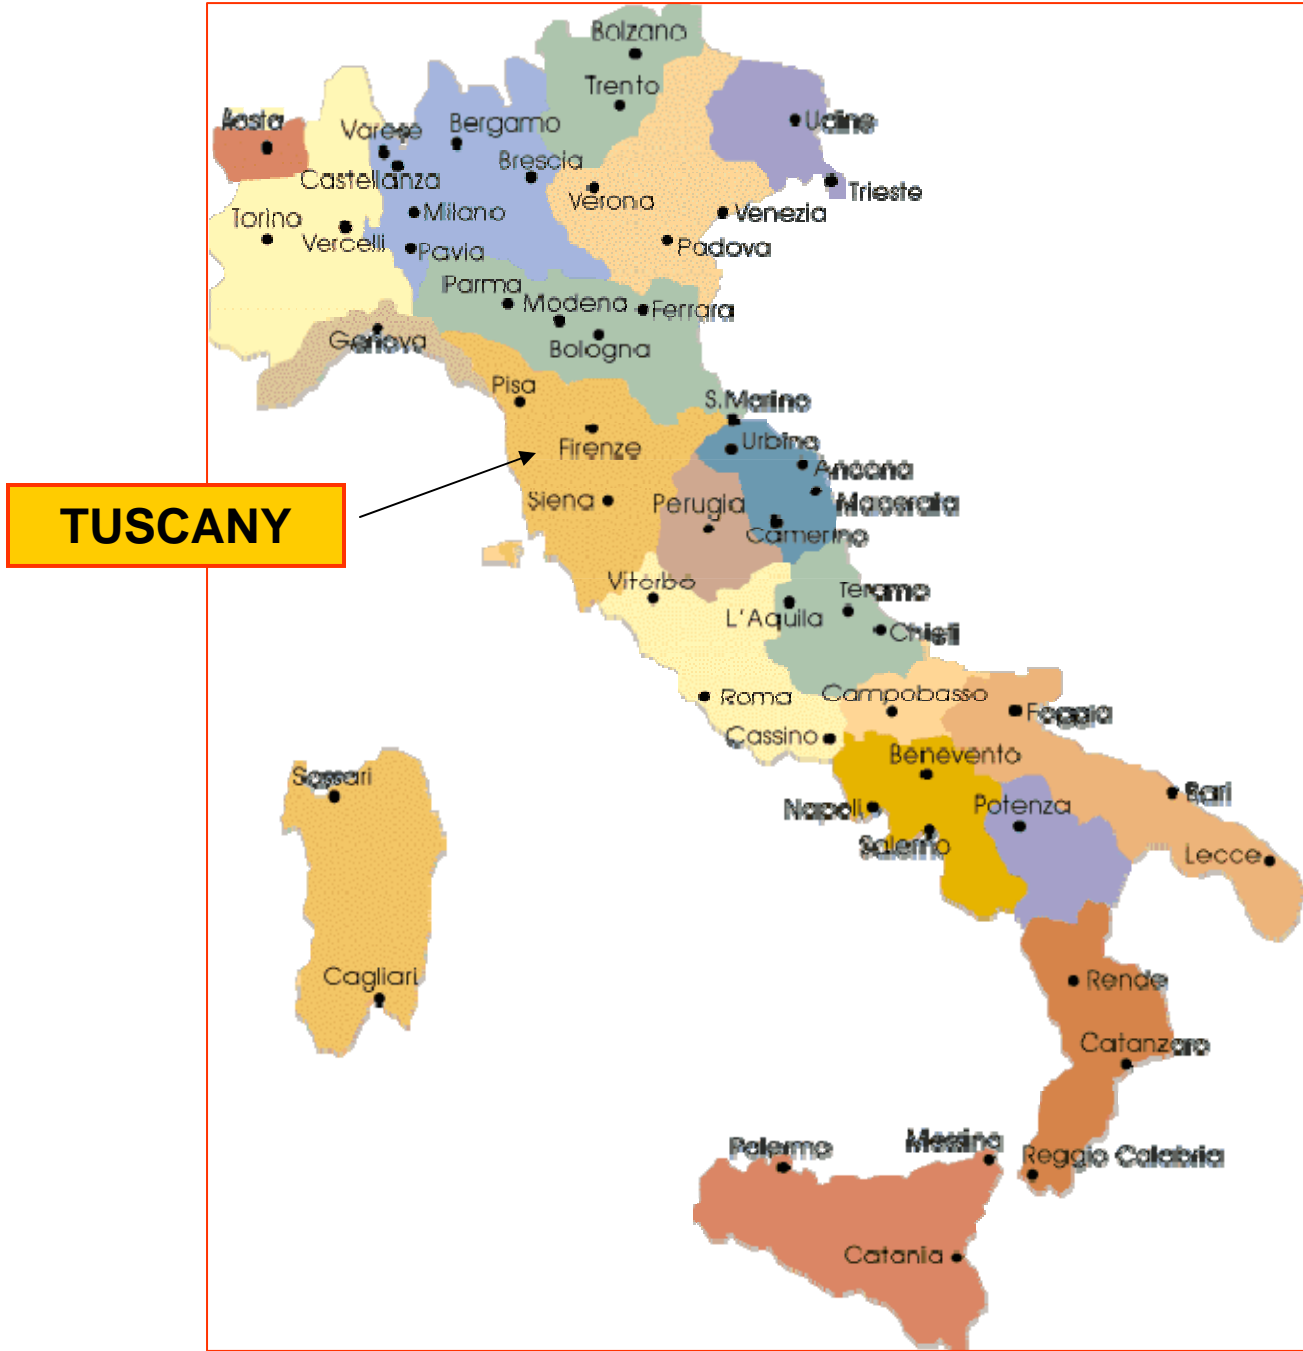 Bolzano
Trento
Aosta
Varese
Bergamo
Udine
Brescia
Castellanza
Verona
Trieste
Torino
Milano
Venezia
Vercelli
Pavia
Padova
Parma
Modena
Ferrara
Genova
Bologna
Pisa
S.Marino
Firenze
Urbino
Ancona
Siena
Perugia
Macerata
TUSCANY
Camerino
Viterbo
Teramo
L'Aquila
Chieti
Roma
Campobasso
Foggia
Cassino
Benevento
Sassari
Napoli
Potenza
Bari
Salerno
Lecce
Cagliari
Rende
Catanzaro
Palermo
Messina
Reggio Calabria
Catania